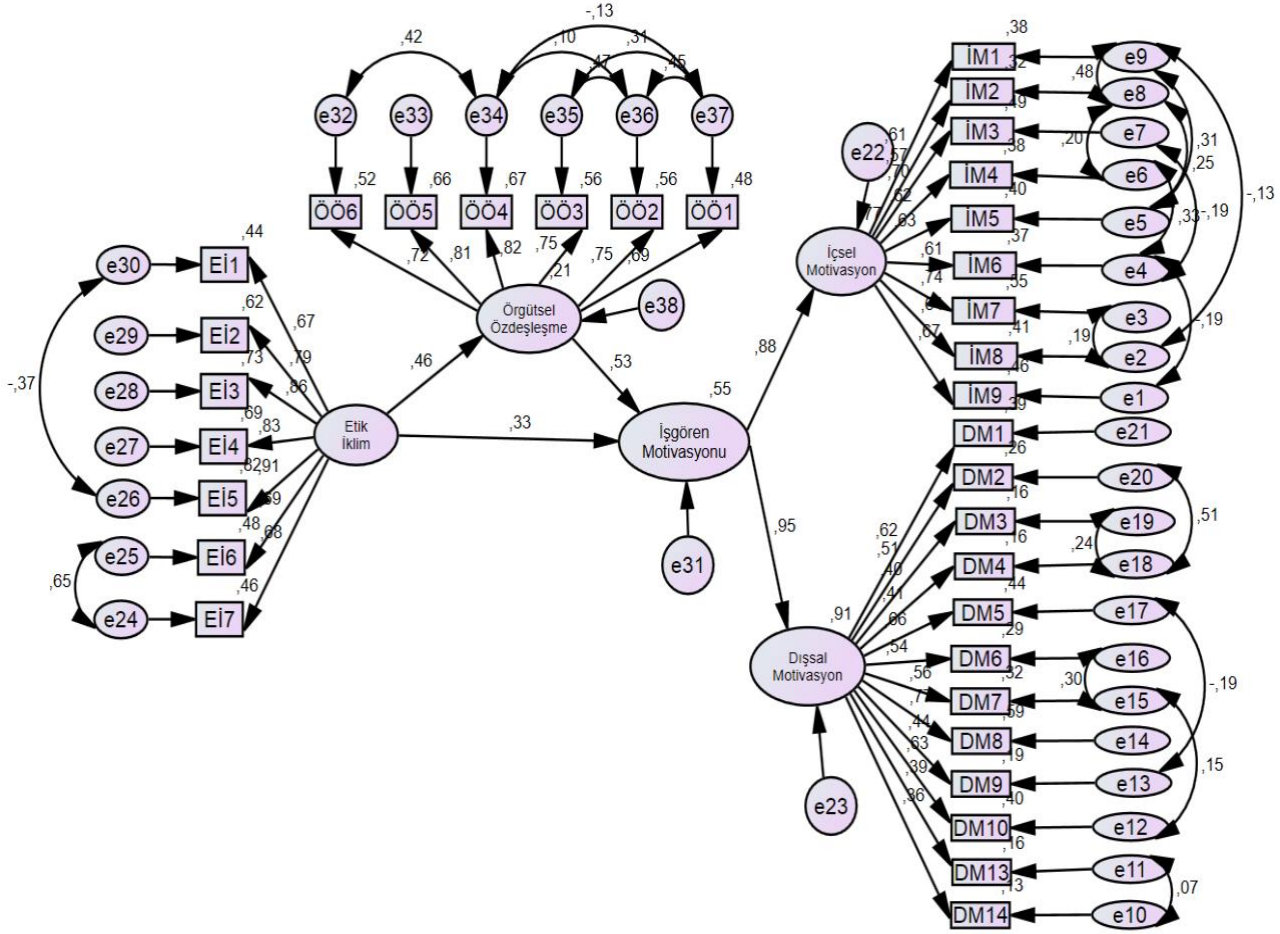 -,13
,42
,10
,31
,47
,45
e32
e33
e34
e35
e36
e37
,52
,66
,67
,56
,56
,48
ÖÖ6
ÖÖ5
ÖÖ4
ÖÖ3
ÖÖ2
ÖÖ1
,72
,81
,82
,75
,75
,69
,21
Örgütsel
Özdeşleşme
e38
e30
e29
e28
e27
e26
e25
e24
-,37
,65
,44
Eİ1
,62
Eİ2
,73
Eİ3
,69
Eİ4
,82
Eİ5
,48
Eİ6
,46
Eİ7
,67
,79
,86
,83
,91
,69
,68
Etik
İklim
,46
,33
,53
,55
İşgören
Motivasyonu
e31
,88
,95
e22
,77
İçsel
Motivasyon
,61
,57
,70
,62
,63
,61
,74
,67
,38
İM1
,32
İM2
,49
İM3
,38
İM4
,40
İM5
,37
İM6
,55
İM7
,41
İM8
,46
İM9
e9
e8
e7
e6
e5
e4
e3
e2
e1
,48
,20
,31
,25
,33
-,19
-,13
-,19
,19
,91
Dışsal
Motivasyon
e23
,62
,51
,40
,41
,66
,54
,56
,77
,44
,63
,39
,36
,39
DM1
,26
DM2
,16
DM3
,16
DM4
,44
DM5
,29
DM6
,32
DM7
,59
DM8
,19
DM9
,40
DM10
,16
DM13
,13
DM14
e21
e20
e19
e18
e17
e16
e15
e14
e13
e12
e11
e10
,51
,24
,30
-,19
,15
,07